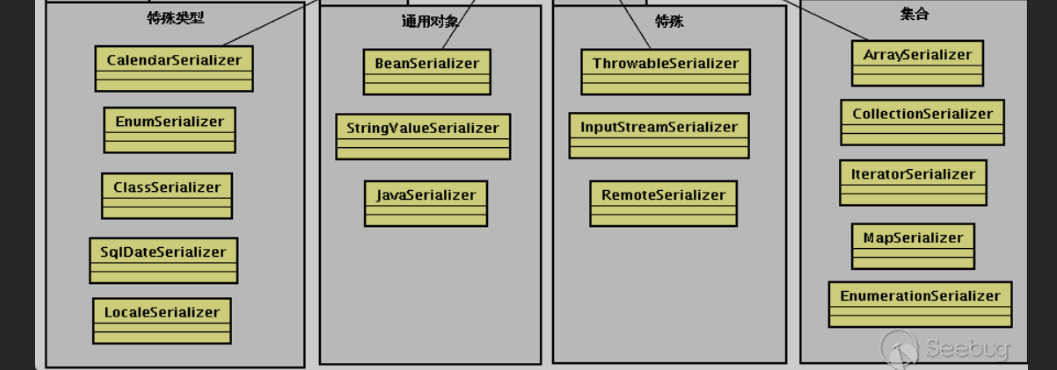 特殊类型
CalendarSerializer
EnumSerializer
ClassSerializer
SqlDateSerializer
LocaleSerializer
通用对象
BeanSerializer
StringValueSerializer
JavaSerializer
特殊
ThrowableSerializer
InputStreamSerializer
RemoteSerializer
集合
ArraySerializer
CollectionSerializer
IteratorSerializer
MapSerializer
EnumerationSerializer
Seebug